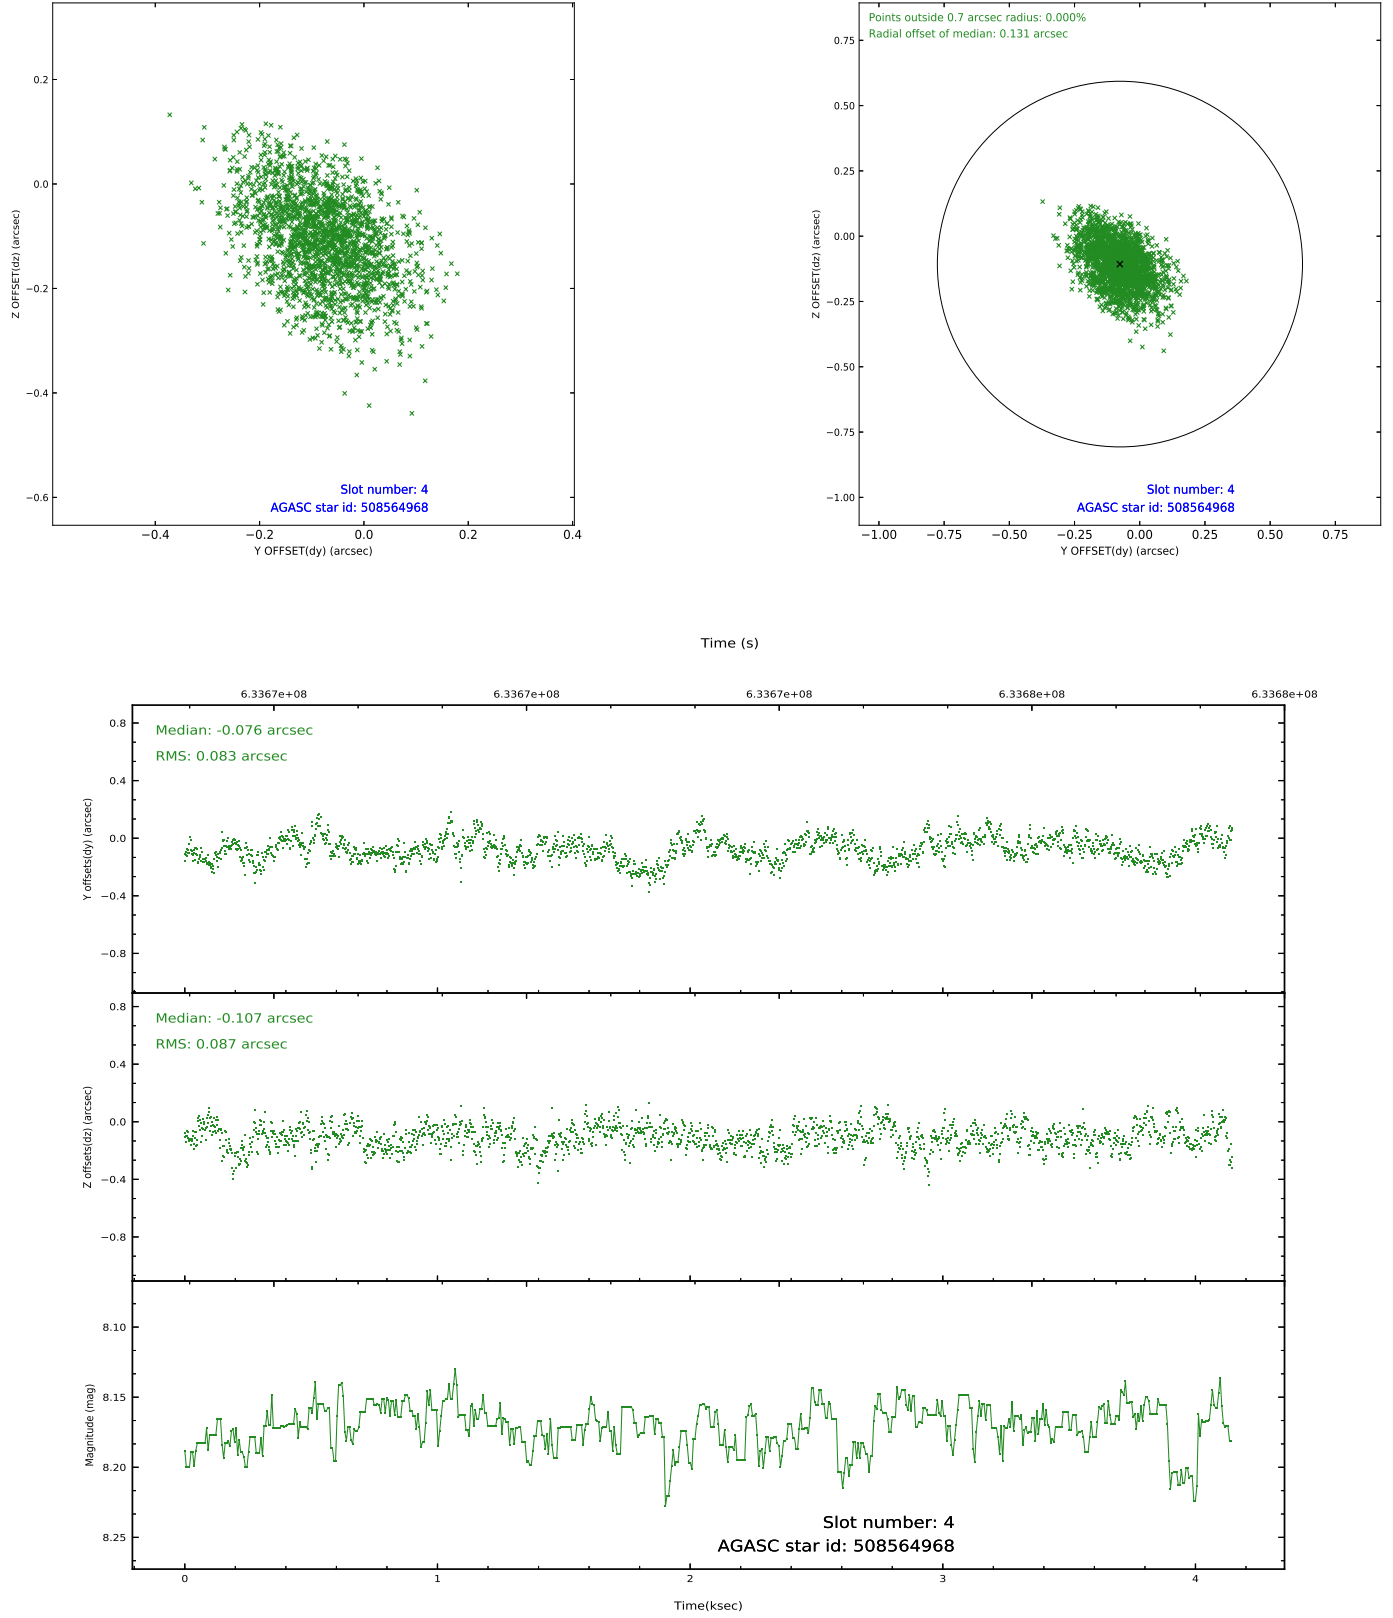 0.2
0.0
−0.2
−0.4
−0.6
Z OFFSET(dz) (arcsec)
Slot number: 4
AGASC star id: 508564968
−0.4 −0.2 0.0 0.2 0.4
Y OFFSET(dy) (arcsec)
Points outside 0.7 arcsec radius: 0.000%
Radial offset of median: 0.131 arcsec
0.75
0.50
0.25
0.00
−0.25
−0.50
−0.75
−1.00
Z OFFSET(dz) (arcsec)
Slot number: 4
AGASC star id: 508564968
−1.00 −0.75 −0.50 −0.25 0.00 0.25 0.50 0.75
Y OFFSET(dy) (arcsec)
Time (s)
6.3367e+08 6.3367e+08 6.3367e+08 6.3368e+08 6.3368e+08
Median: -0.076 arcsec
RMS: 0.083 arcsec
0.8
0.4
0.0
−0.4
−0.8
Y offsets(dy) (arcsec)
Median: -0.107 arcsec
RMS: 0.087 arcsec
0.8
0.4
0.0
−0.4
−0.8
Z offsets(dz) (arcsec)
8.10
8.15
8.20
8.25
Magnitude (mag)
Slot number: 4
AGASC star id: 508564968
0 1 2 3 4
Time(ksec)